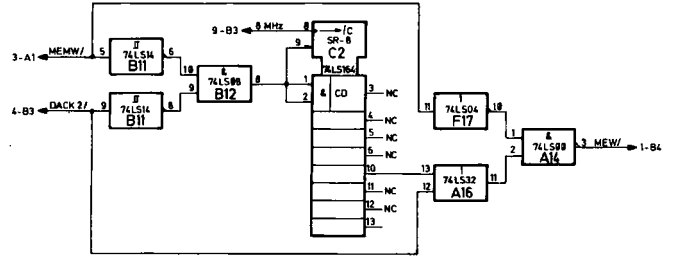 9-B3 8 MHz 8 /C
SR-8
C2
74LS164
3-A1 MEMW/ 5 74LS14 6
B11
10 & 8
74LS08
B12
9
4-B3 DACK 2/ 9 74LS14 8
B11
9
1 & CD 3 NC
2
4 NC
5 NC
6 NC
10
11 NC
12 NC
13
11 1 10
74LS04
F17
13 1 11
74LS32
A16
12
1 & 3 MEW/ 1-B4
2
A14